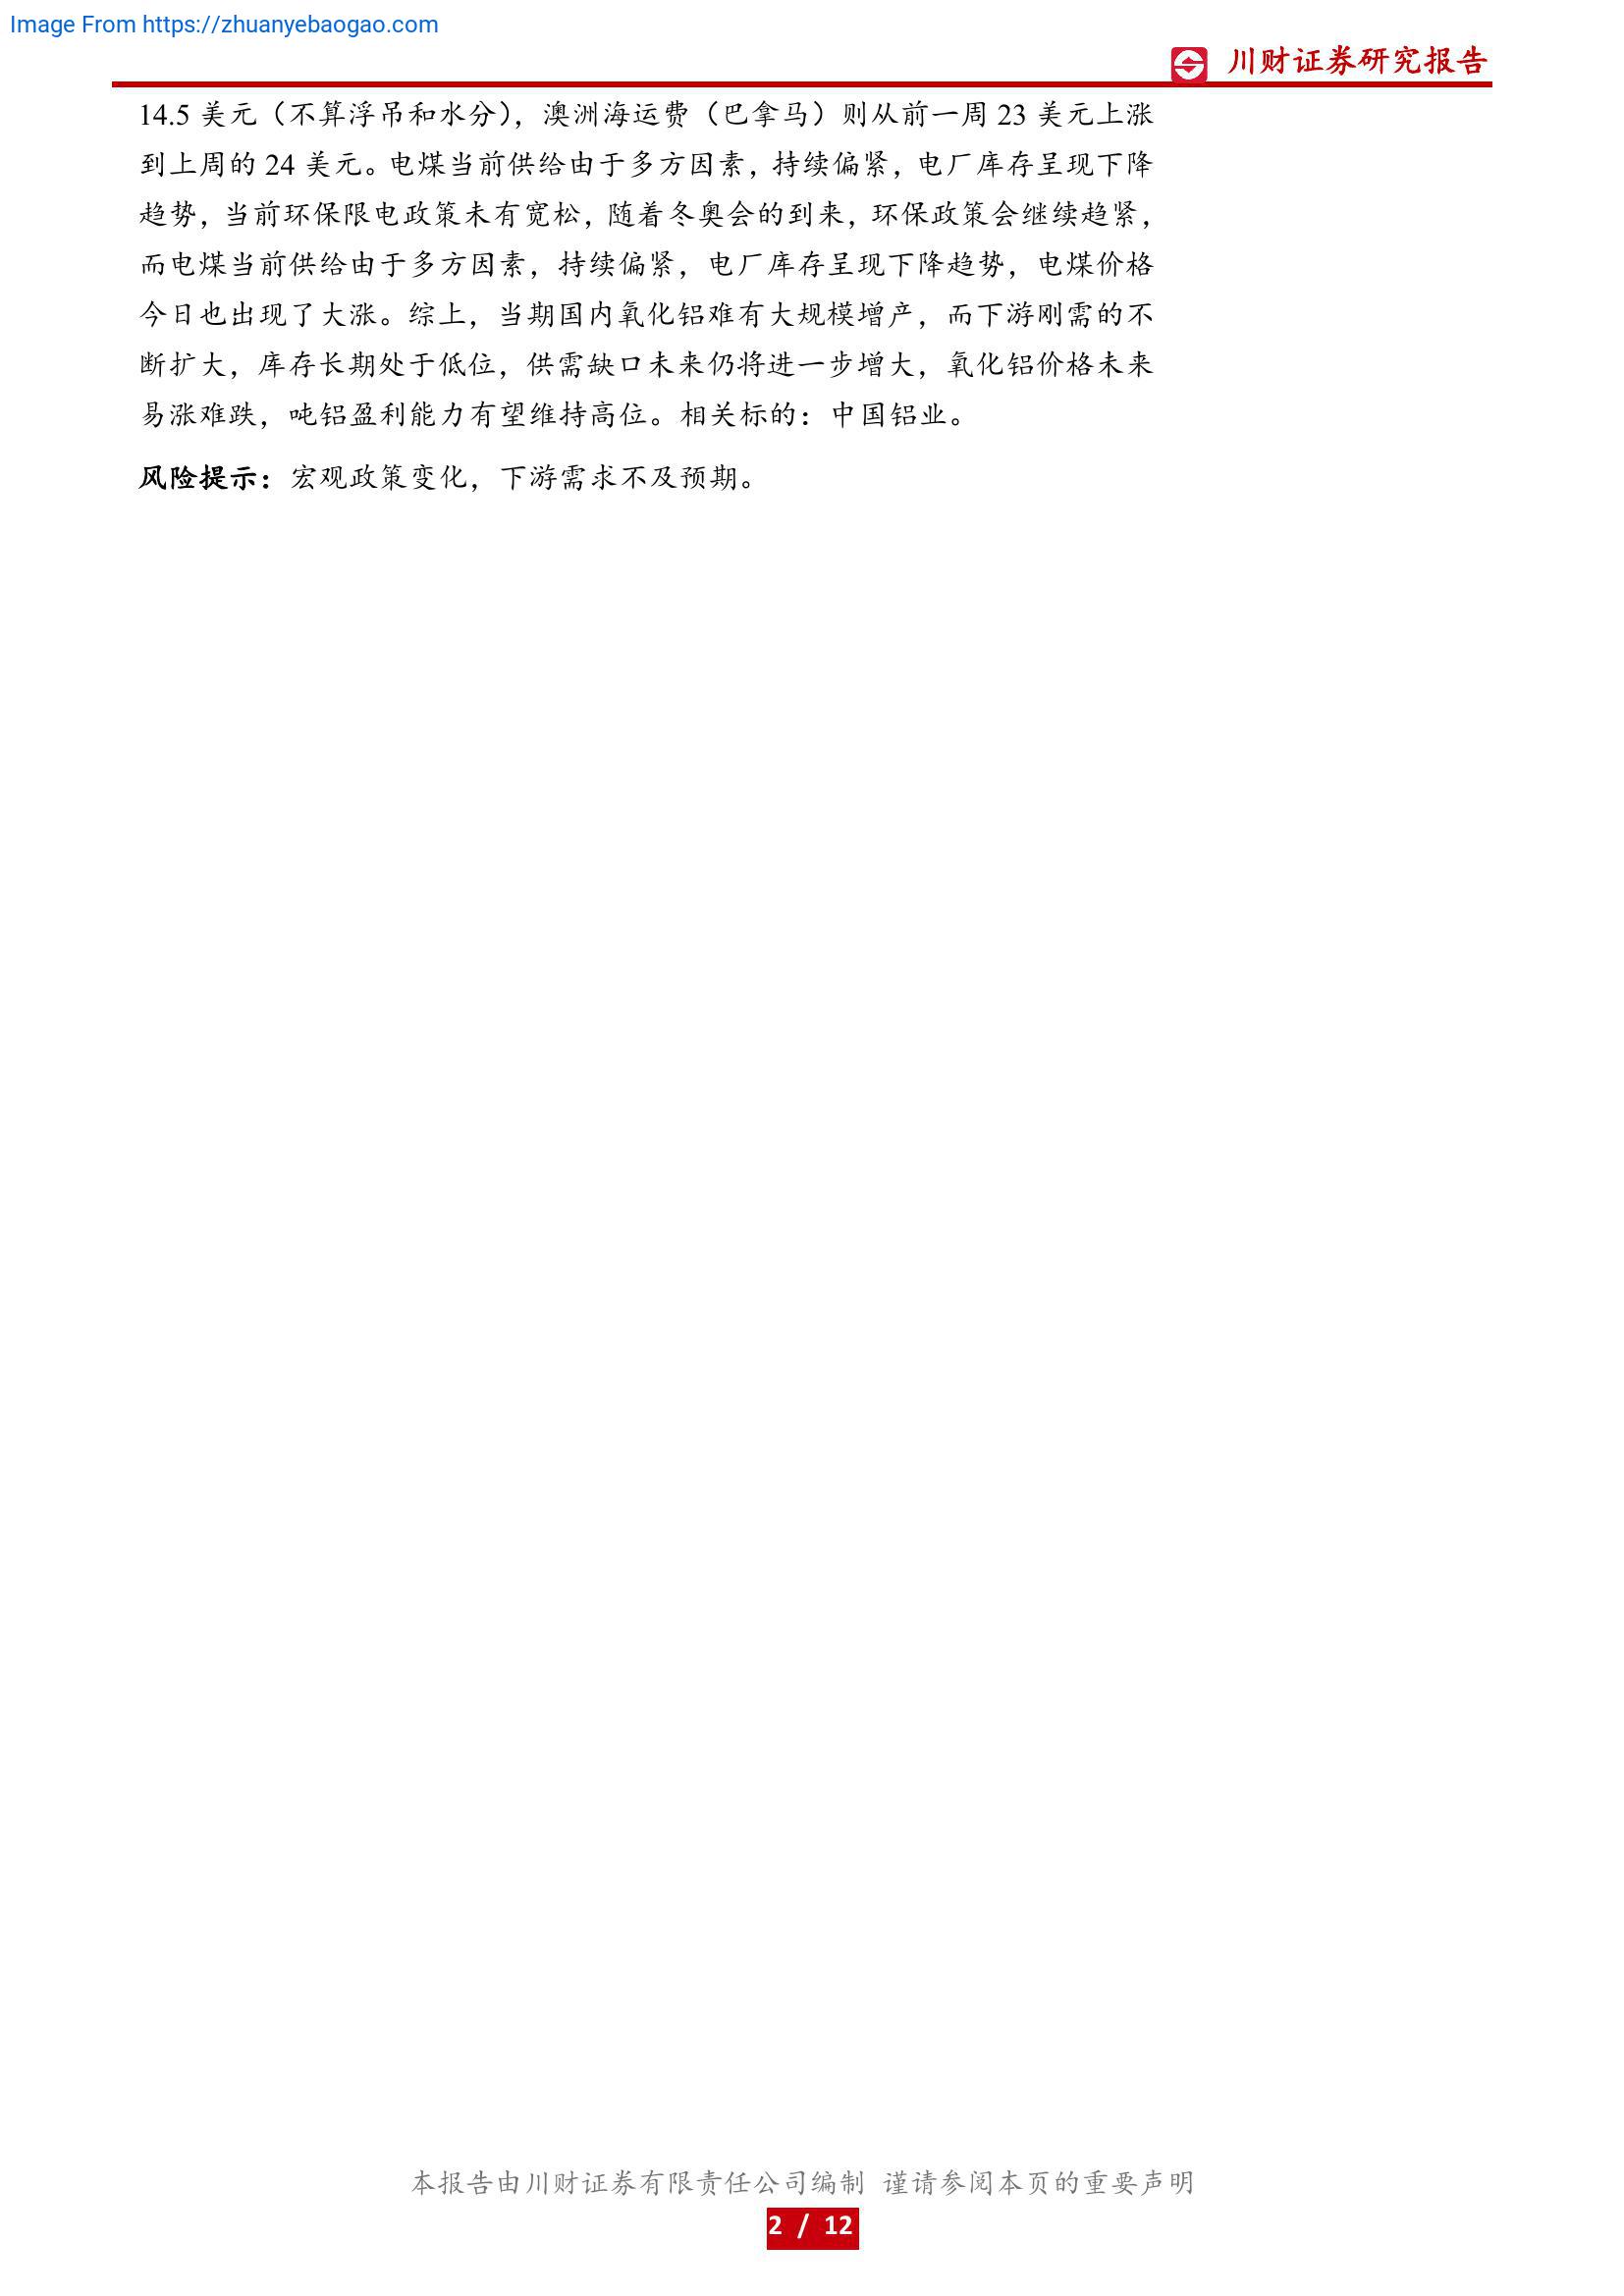 Image From https://zhuanyebaogao.com
川财证券研究报告
14.5 美元（不算浮吊和水分），澳洲海运费（巴拿马）则从前一周 23 美元上涨
到上周的 24 美元。电煤当前供给由于多方因素，持续偏紧，电厂库存呈现下降
趋势，当前环保限电政策未有宽松，随着冬奥会的到来，环保政策会继续趋紧，
而电煤当前供给由于多方因素，持续偏紧，电厂库存呈现下降趋势，电煤价格
今日也出现了大涨。综上，当期国内氧化铝难有大规模增产，而下游刚需的不
断扩大，库存长期处于低位，供需缺口未来仍将进一步增大，氧化铝价格未来
易涨难跌，吨铝盈利能力有望维持高位。相关标的：中国铝业。
风险提示：宏观政策变化，下游需求不及预期。
本报告由川财证券有限责任公司编制 谨请参阅本页的重要声明
2 / 12